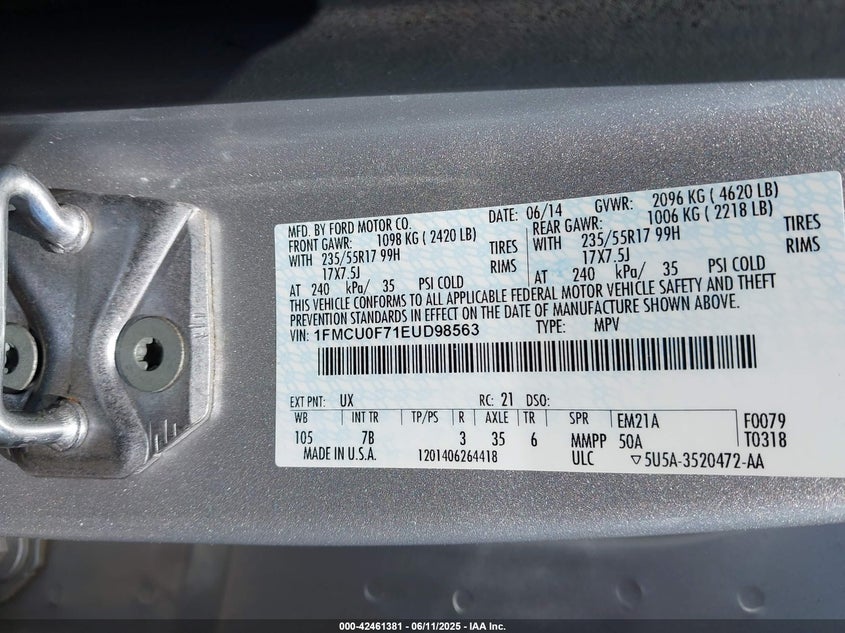 MFD. BY FORD MOTOR CO. DATE: 06/14 GVWR: 2096 KG ( 4620 LB)
FRONT GAWR: 1098 KG ( 2420 LB) REAR GAWR: 1006 KG ( 2218 LB)
WITH 235/55R17 99H TIRES WITH 235/55R17 99H TIRES
17X7.5J RIMS 17X7.5J RIMS
AT 240 kPa/ 35 PSI COLD AT 240 kPa/ 35 PSI COLD
THIS VEHICLE CONFORMS TO ALL APPLICABLE FEDERAL MOTOR VEHICLE SAFETY AND THEFT
PREVENTION STANDARDS IN EFFECT ON THE DATE OF MANUFACTURE SHOWN ABOVE.
VIN: 1FMCU0F71EUD98563 TYPE: MPV
EXT PNT: UX RC: 21 DSO:
WB INT TR TP/PS R AXLE TR SPR EM21A F0079
105 7B 3 35 6 MMPP 50A T0318
MADE IN U.S.A. 1201406264418 ULC ▽5U5A-3520472-AA
000-42461381 | 06/11/2025 - IAA Inc.